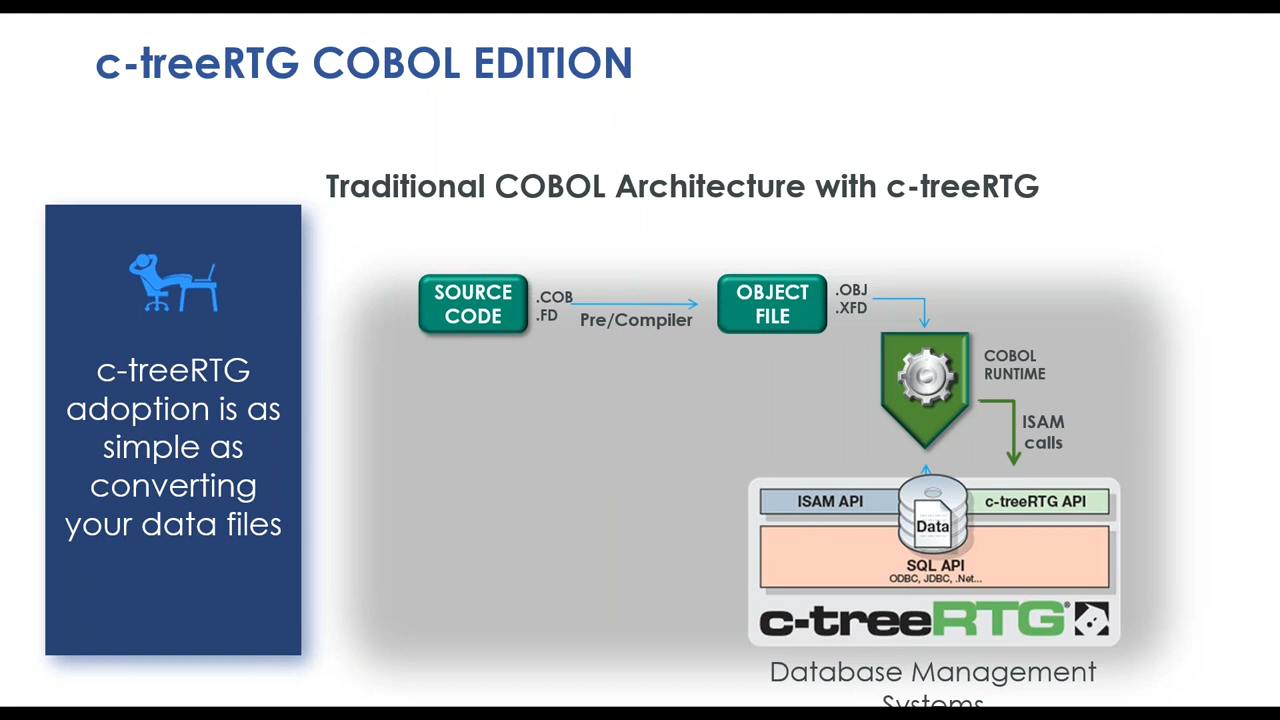 c-treeRTG COBOL EDITION
Traditional COBOL Architecture with c-treeRTG
c-treeRTG
adoption is as
simple as
converting
your data files
SOURCE
CODE
.COB
.FD
Pre/Compiler
OBJECT
FILE
.OBJ
.XFD
COBOL
RUNTIME
ISAM
calls
ISAM API
c-treeRTG API
Data
SQL API
ODBC, JDBC, .Net...
c-treeRTG®
Database Management
Systems